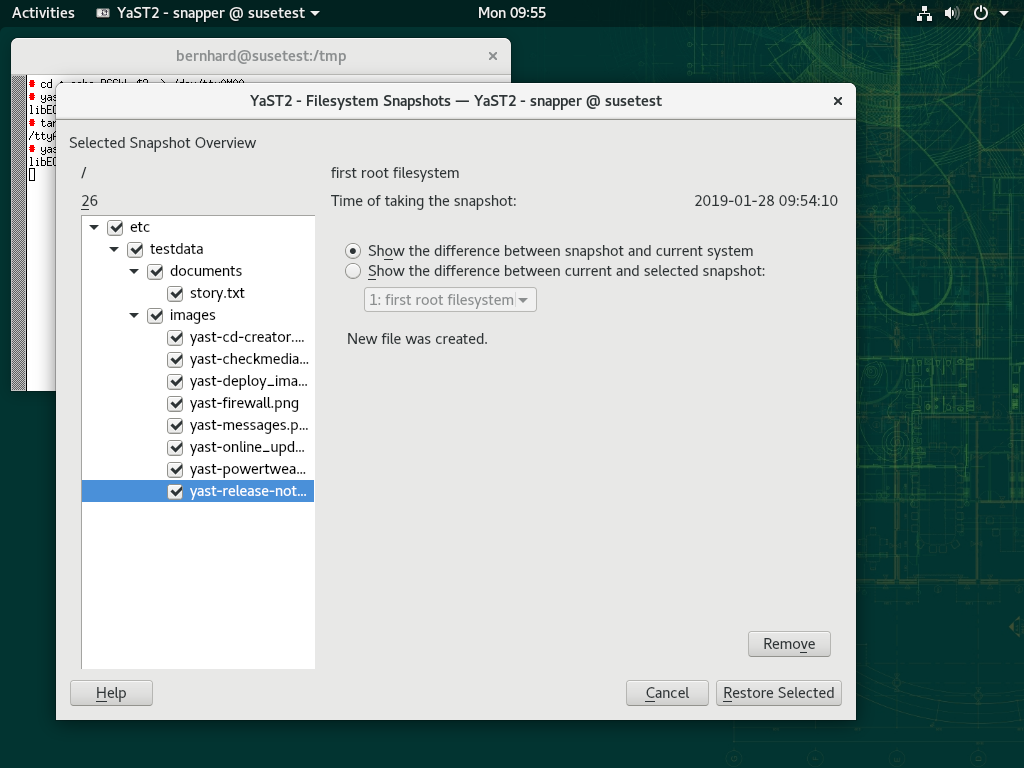 Activities YaST2 - snapper @ susetest Mon 09:55
bernhard@susetest:/tmp
cd
yas
libEC
tar
yas
libEC
YaST2 - Filesystem Snapshots — YaST2 - snapper @ susetest
Selected Snapshot Overview
/ first root filesystem
26 Time of taking the snapshot: 2019-01-28 09:54:10
etc
testdata
documents
story.txt
images
yast-cd-creator....
yast-checkmedia...
yast-deploy_ima...
yast-firewall.png
yast-messages.p...
yast-online_upd...
yast-powertwea...
yast-release-not...
Show the difference between snapshot and current system
Show the difference between current and selected snapshot:
1: first root filesystem
New file was created.
Remove
Help Cancel Restore Selected